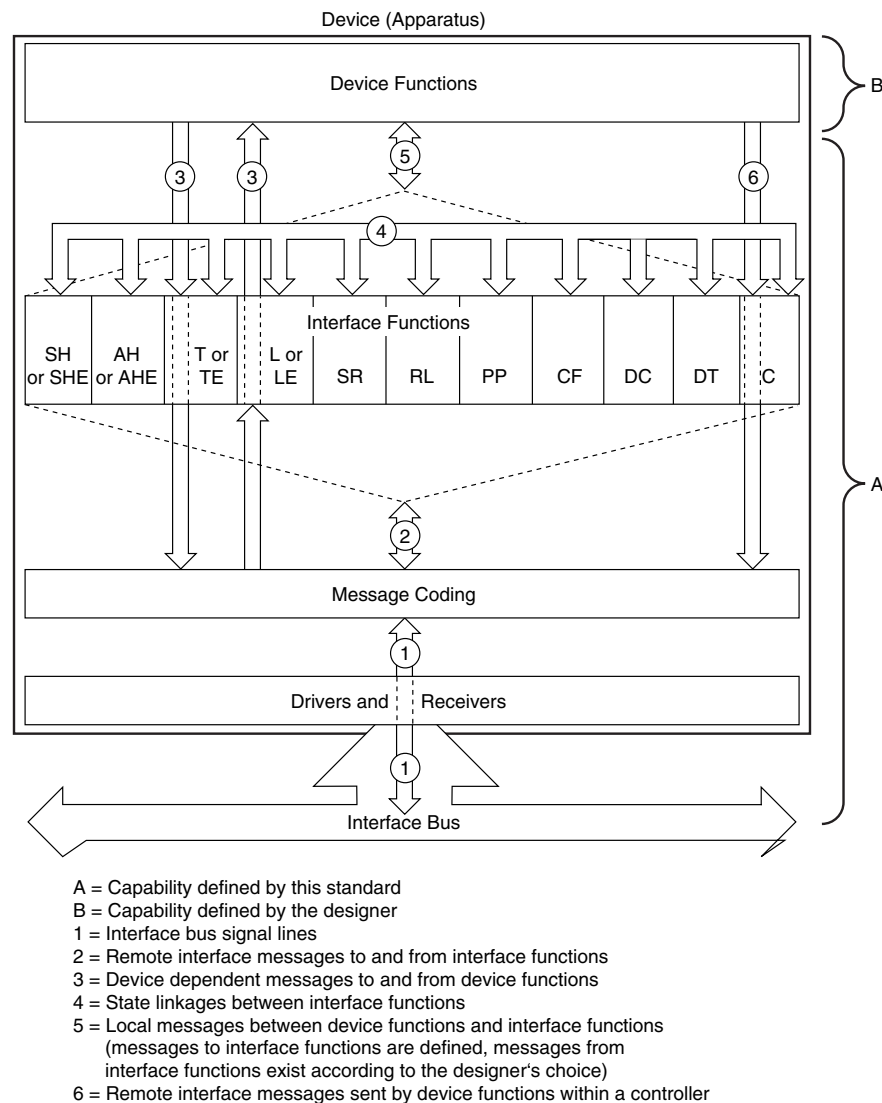 Device (Apparatus)
Device Functions
B
3
3
5
6
4
Interface Functions
SH
or SHE
AH
or AHE
T or
TE
L or
LE
SR
RL
PP
CF
DC
DT
C
A
2
Message Coding
1
Drivers and Receivers
1
Interface Bus
A = Capability defined by this standard
B = Capability defined by the designer
1 = Interface bus signal lines
2 = Remote interface messages to and from interface functions
3 = Device dependent messages to and from device functions
4 = State linkages between interface functions
5 = Local messages between device functions and interface functions
(messages to interface functions are defined, messages from
interface functions exist according to the designer‘s choice)
6 = Remote interface messages sent by device functions within a controller